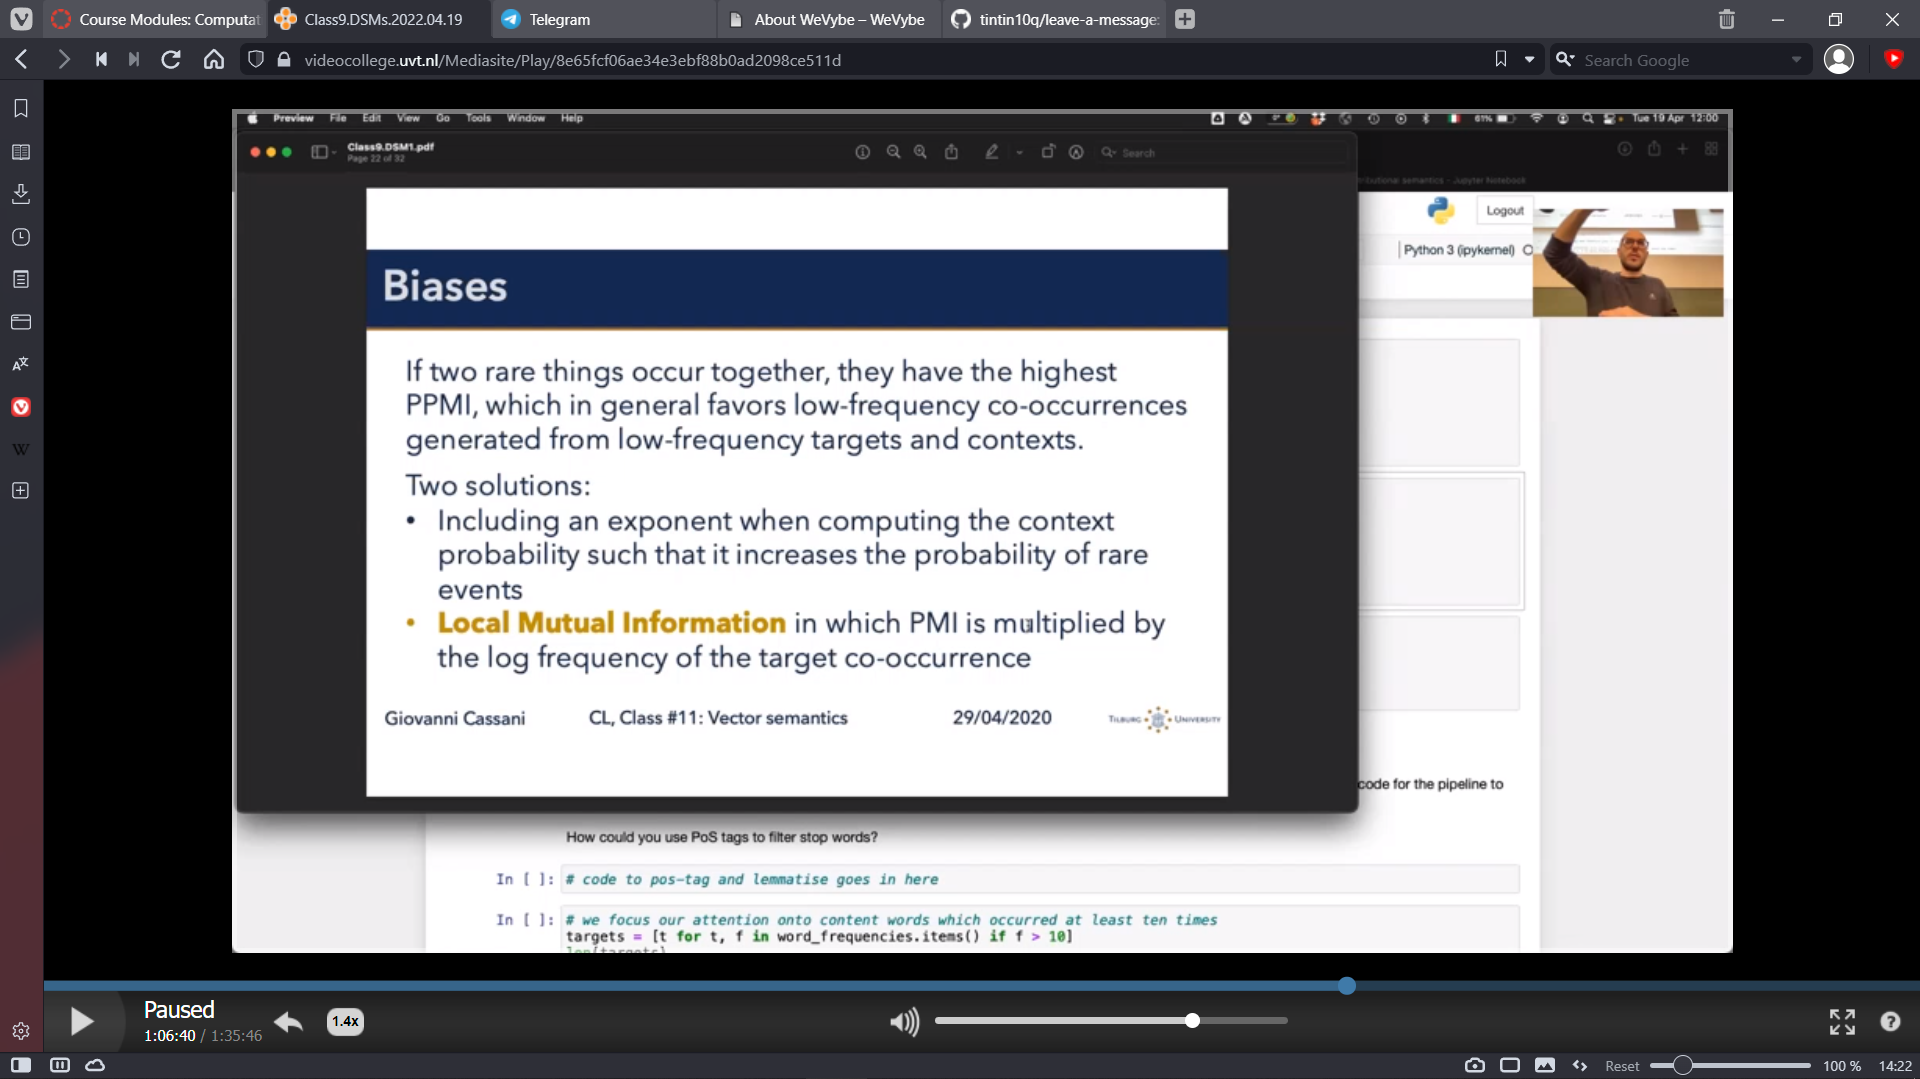 Course Modules: Computat
Class9.DSMs.2022.04.19
Telegram
About WeVybe – WeVybe
tintin10q/leave-a-message:
videocollege.uvt.nl/Mediasite/Play/8e65fcf06ae34e3ebf88b0ad2098ce511d
Search Google
Preview File Edit View Go Tools Window Help
61% Tue 19 Apr 12:00
Class9.DSM1.pdf
Page 22 of 32
Search
tributional semantics - Jupyter Notebook
Logout
Python 3 (ipykernel)
Biases
If two rare things occur together, they have the highest
PPMI, which in general favors low-frequency co-occurrences
generated from low-frequency targets and contexts.
Two solutions:
• Including an exponent when computing the context
probability such that it increases the probability of rare
events
• Local Mutual Information in which PMI is multiplied by
the log frequency of the target co-occurrence
Giovanni Cassani CL, Class #11: Vector semantics 29/04/2020 TILBURG UNIVERSITY
code for the pipeline to
How could you use PoS tags to filter stop words?
In [ ]: # code to pos-tag and lemmatise goes in here
In [ ]: # we focus our attention onto content words which occurred at least ten times
targets = [t for t, f in word_frequencies.items() if f > 10]
len(targets)
Paused
1:06:40 / 1:35:46
1.4x
Reset 100 % 14:22